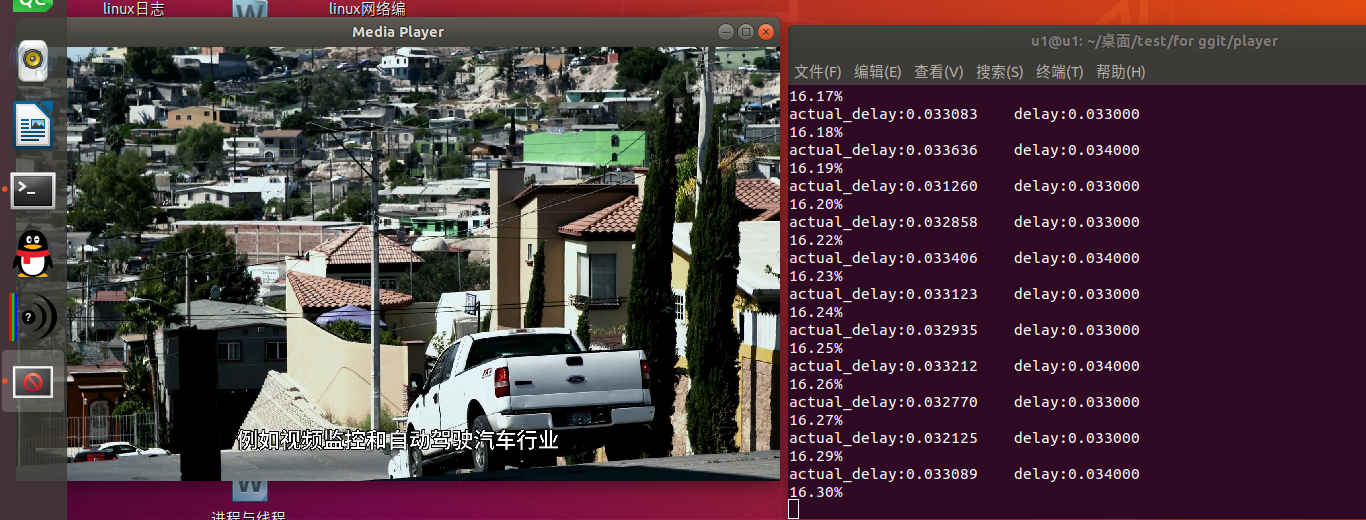 linux日志
linux网络编
Media Player
例如视频监控和自动驾驶汽车行业
进程与线程
u1@u1: ~/桌面/test/for ggit/player
文件(F) 编辑(E) 查看(V) 搜索(S) 终端(T) 帮助(H)
16.17%
actual_delay:0.033083 delay:0.033000
16.18%
actual_delay:0.033636 delay:0.034000
16.19%
actual_delay:0.031260 delay:0.033000
16.20%
actual_delay:0.032858 delay:0.033000
16.22%
actual_delay:0.033406 delay:0.034000
16.23%
actual_delay:0.033123 delay:0.033000
16.24%
actual_delay:0.032935 delay:0.033000
16.25%
actual_delay:0.033212 delay:0.034000
16.26%
actual_delay:0.032770 delay:0.033000
16.27%
actual_delay:0.032125 delay:0.033000
16.29%
actual_delay:0.033089 delay:0.034000
16.30%